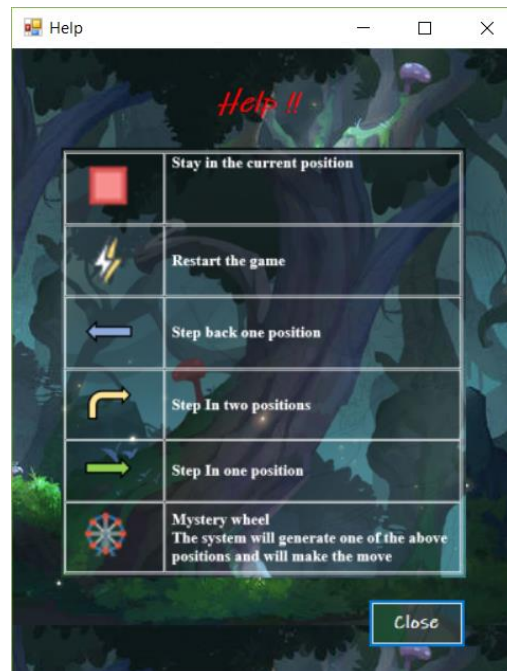 Help
Help !!
Stay in the current position
Restart the game
Step back one position
Step In two positions
Step In one position
Mystery wheel
The system will generate one of the above
positions and will make the move
Close